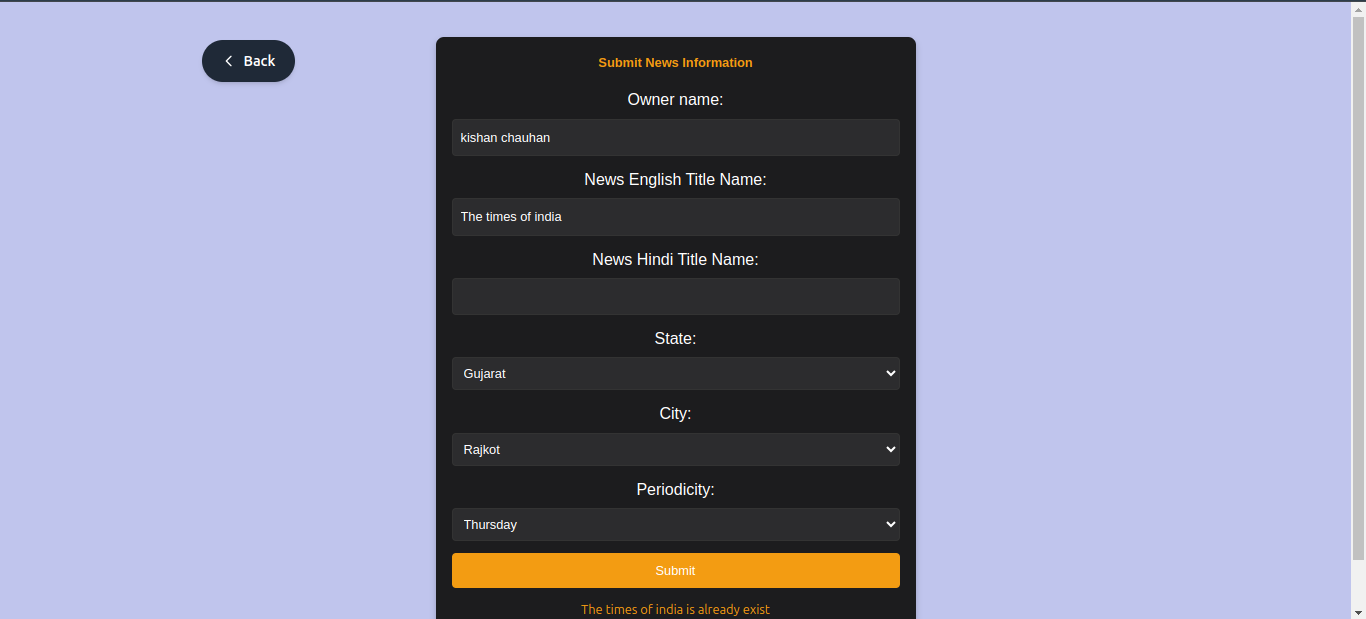 Back
Submit News Information
Owner name:
kishan chauhan
News English Title Name:
The times of india
News Hindi Title Name:
State:
Gujarat
City:
Rajkot
Periodicity:
Thursday
Submit
The times of india is already exist